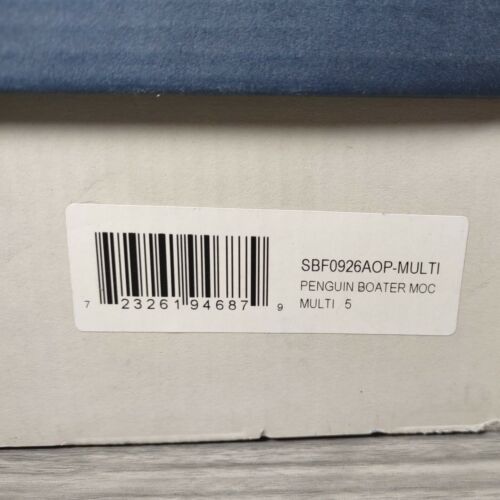 SBF0926AOP-MULTI
PENGUIN BOATER MOC
MULTI 5
7 23261 94687 9